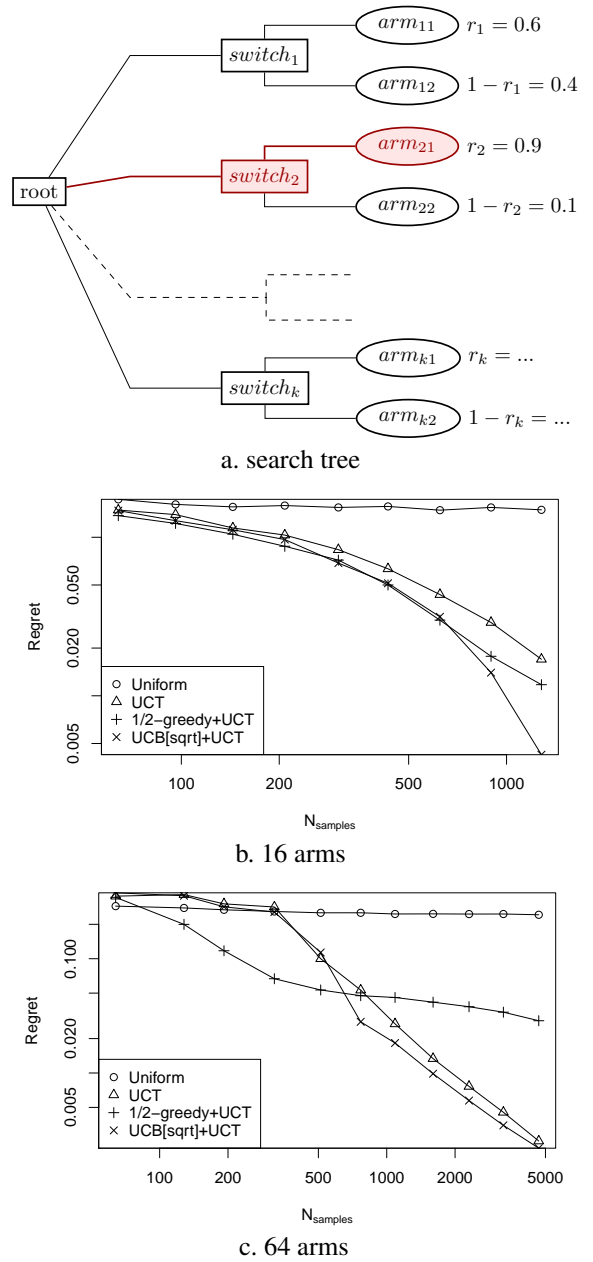 root
switch₁
arm₁₁ r₁ = 0.6
arm₁₂ 1 − r₁ = 0.4
switch₂
arm₂₁ r₂ = 0.9
arm₂₂ 1 − r₂ = 0.1
switchₖ
armₖ₁ rₖ = ...
armₖ₂ 1 − rₖ = ...
a. search tree
Regret
0.050
0.020
0.005
Uniform
UCT
1/2−greedy+UCT
UCB[sqrt]+UCT
100 200 500 1000
N_samples
b. 16 arms
Regret
0.100
0.020
0.005
Uniform
UCT
1/2−greedy+UCT
UCB[sqrt]+UCT
100 200 500 1000 2000 5000
N_samples
c. 64 arms